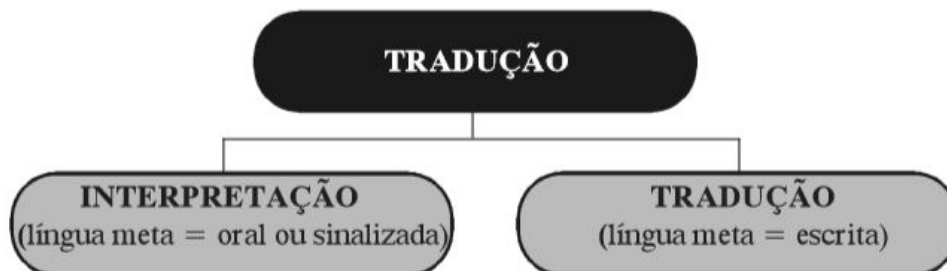 TRADUÇÃO
INTERPRETAÇÃO
(língua meta = oral ou sinalizada)
TRADUÇÃO
(língua meta = escrita)